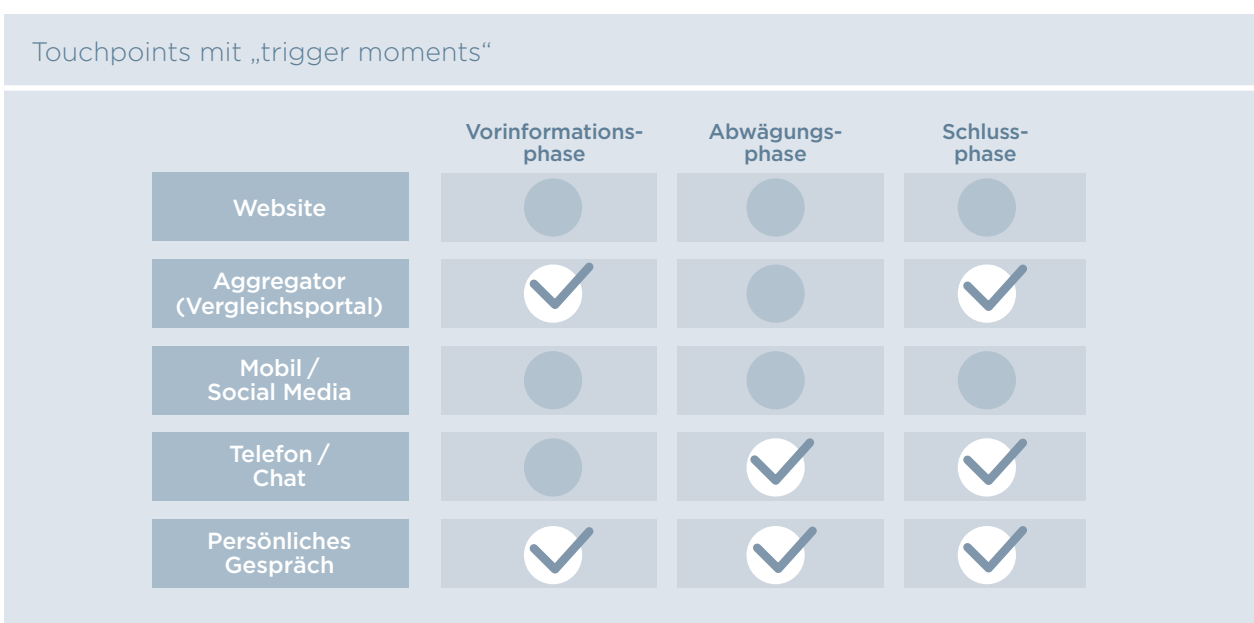 Touchpoints mit „trigger moments“
Vorinformations-
phase
Abwägungs-
phase
Schluss-
phase
Website
Aggregator
(Vergleichsportal)
Mobil /
Social Media
Telefon /
Chat
Persönliches
Gespräch